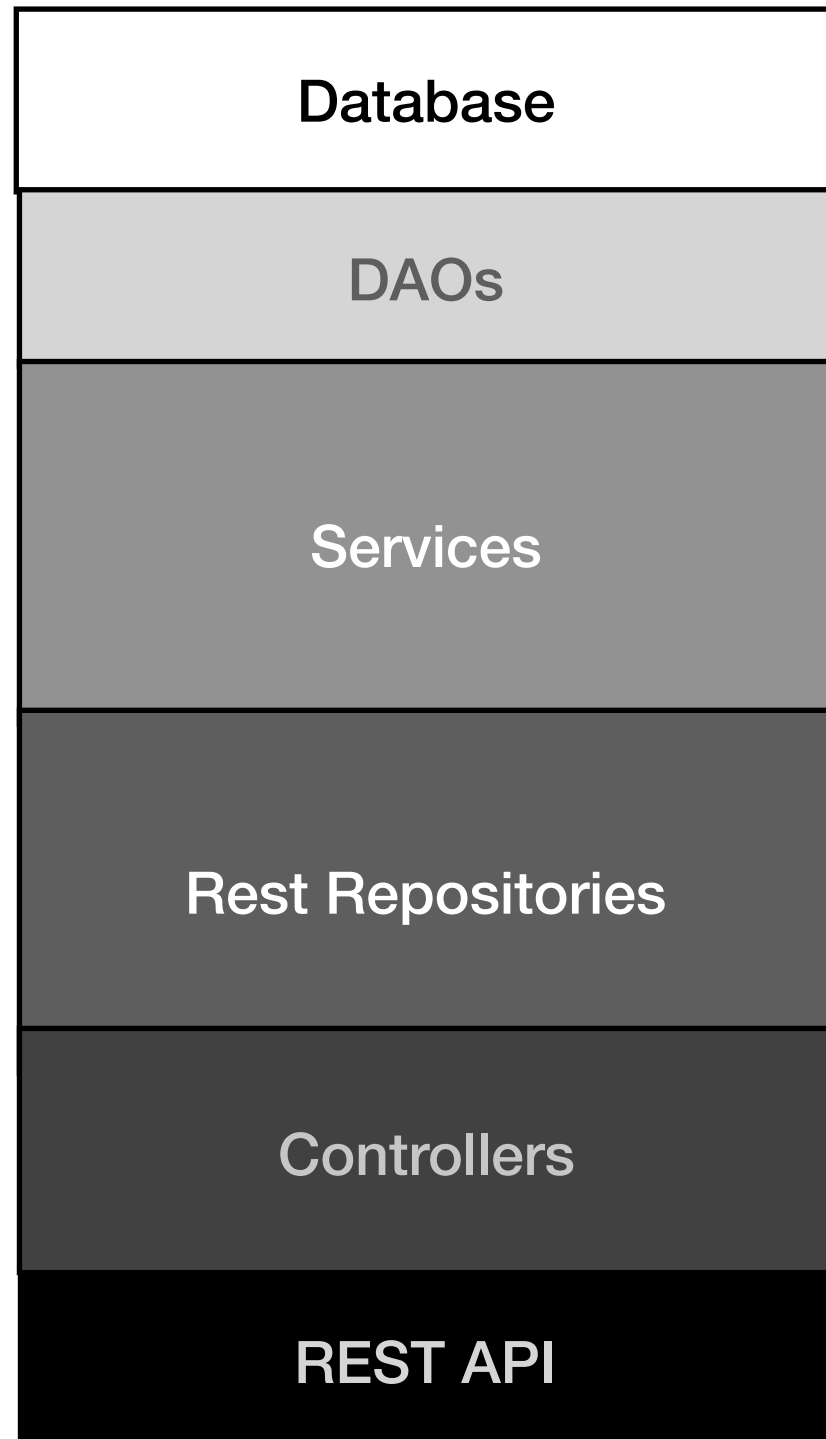 Database
DAOs
Services
Rest Repositories
Controllers
REST API